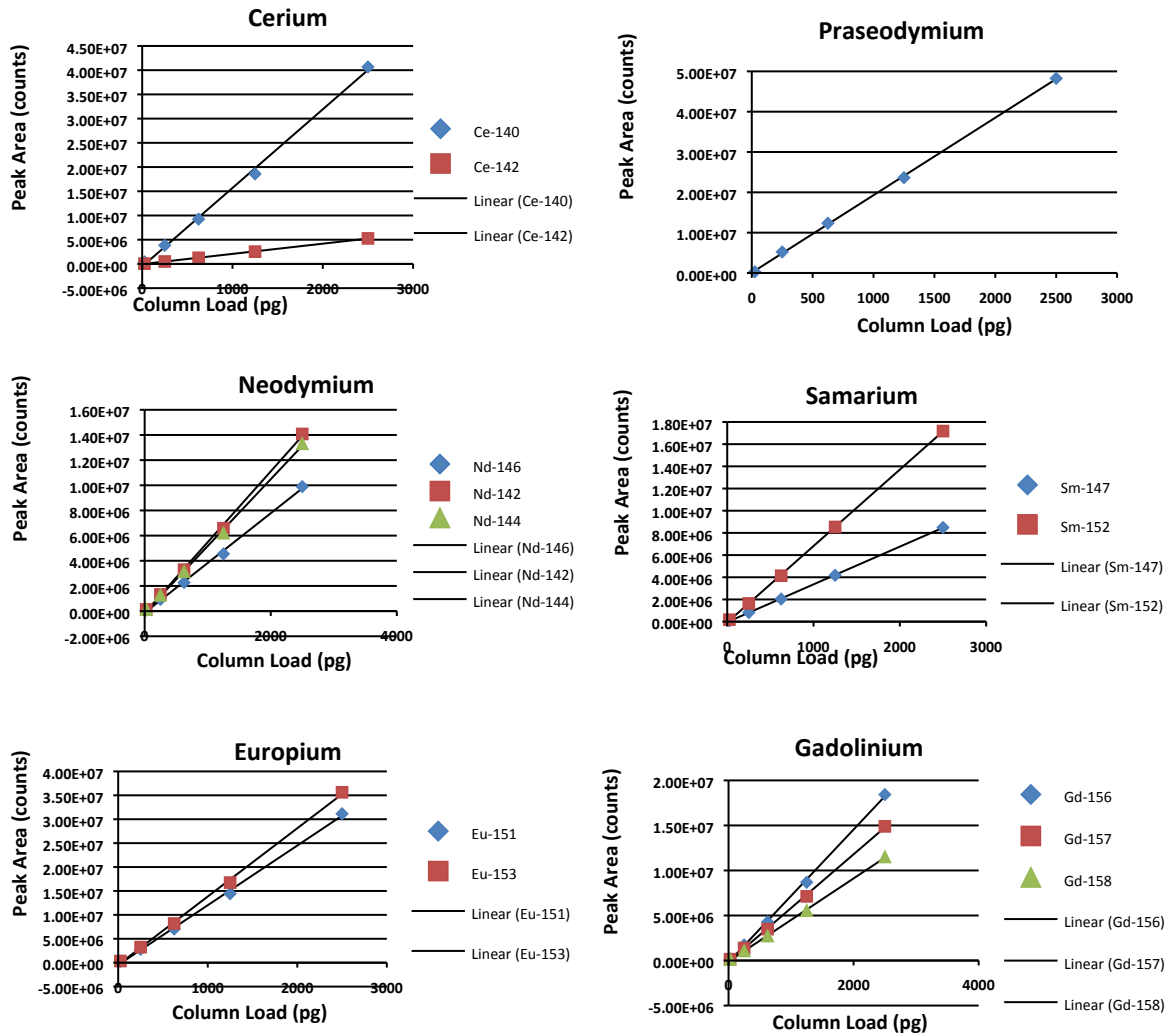 Cerium
Peak Area (counts)
4.50E+07
4.00E+07
3.50E+07
3.00E+07
2.50E+07
2.00E+07
1.50E+07
1.00E+07
5.00E+06
0.00E+00
-5.00E+06
0
1000
2000
3000
Column Load (pg)
Ce-140
Ce-142
Linear (Ce-140)
Linear (Ce-142)
Praseodymium
Peak Area (counts)
5.00E+07
4.00E+07
3.00E+07
2.00E+07
1.00E+07
0.00E+00
0
500
1000
1500
2000
2500
3000
Column Load (pg)
Neodymium
Peak Area (counts)
1.60E+07
1.40E+07
1.20E+07
1.00E+07
8.00E+06
6.00E+06
4.00E+06
2.00E+06
0.00E+00
-2.00E+06
0
2000
4000
Column Load (pg)
Nd-146
Nd-142
Nd-144
Linear (Nd-146)
Linear (Nd-142)
Linear (Nd-144)
Samarium
Peak Area (counts)
1.80E+07
1.60E+07
1.40E+07
1.20E+07
1.00E+07
8.00E+06
6.00E+06
4.00E+06
2.00E+06
0.00E+00
0
1000
2000
3000
Column Load (pg)
Sm-147
Sm-152
Linear (Sm-147)
Linear (Sm-152)
Europium
Peak Area (counts)
4.00E+07
3.50E+07
3.00E+07
2.50E+07
2.00E+07
1.50E+07
1.00E+07
5.00E+06
0.00E+00
-5.00E+06
0
1000
2000
3000
Column Load (pg)
Eu-151
Eu-153
Linear (Eu-151)
Linear (Eu-153)
Gadolinium
Peak Area (counts)
2.00E+07
1.50E+07
1.00E+07
5.00E+06
0.00E+00
-5.00E+06
0
2000
4000
Column Load (pg)
Gd-156
Gd-157
Gd-158
Linear (Gd-156)
Linear (Gd-157)
Linear (Gd-158)